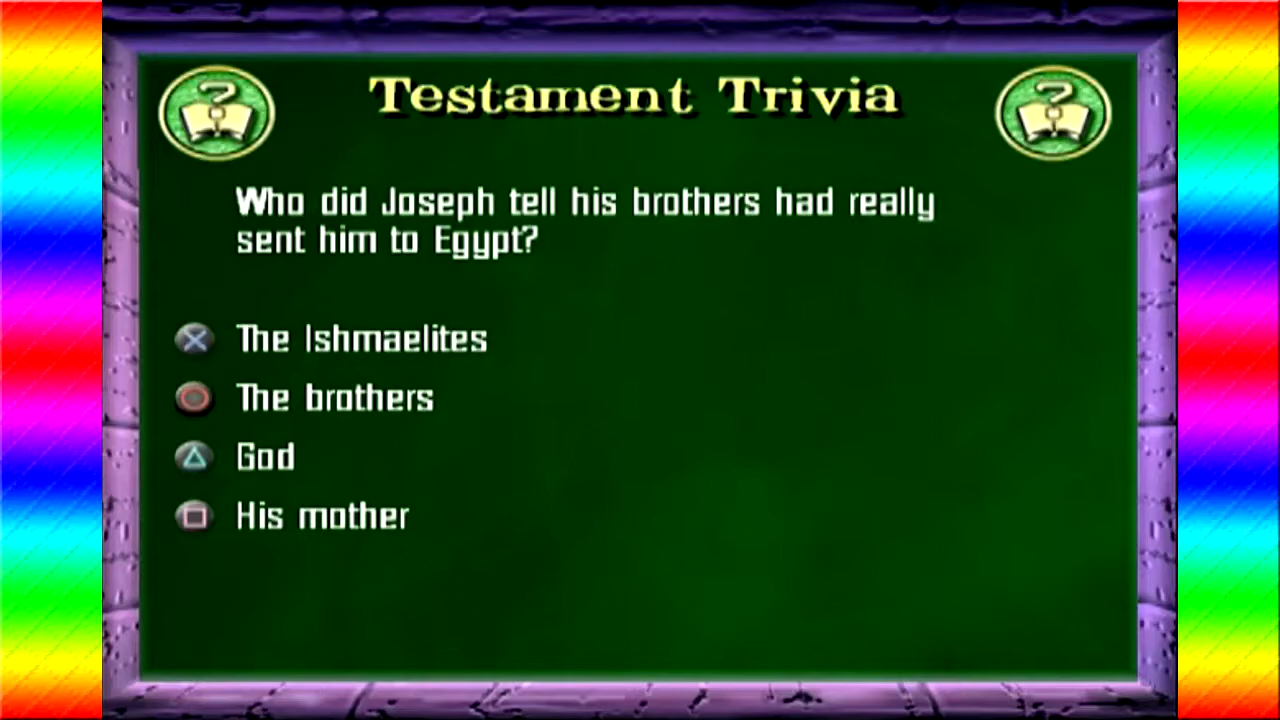 Testament Trivia
Who did Joseph tell his brothers had really
sent him to Egypt?
The Ishmaelites
The brothers
God
His mother